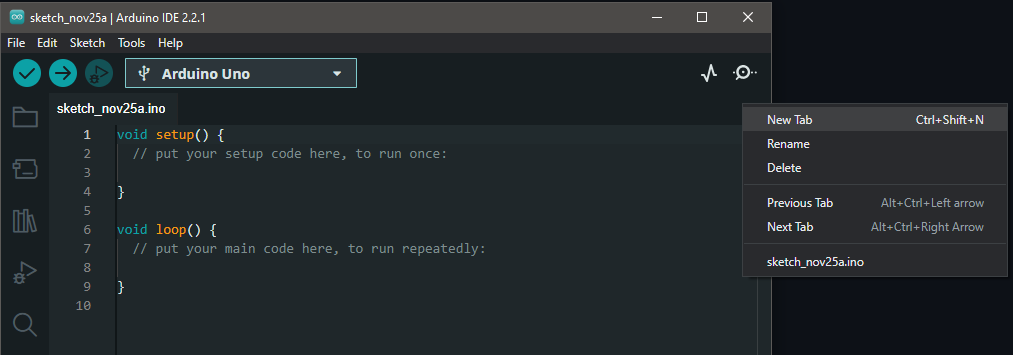 sketch_nov25a | Arduino IDE 2.2.1
File Edit Sketch Tools Help
Arduino Uno
sketch_nov25a.ino
1 void setup() {
2 // put your setup code here, to run once:
3
4 }
5
6 void loop() {
7 // put your main code here, to run repeatedly:
8
9 }
10
New Tab Ctrl+Shift+N
Rename
Delete
Previous Tab Alt+Ctrl+Left arrow
Next Tab Alt+Ctrl+Right Arrow
sketch_nov25a.ino